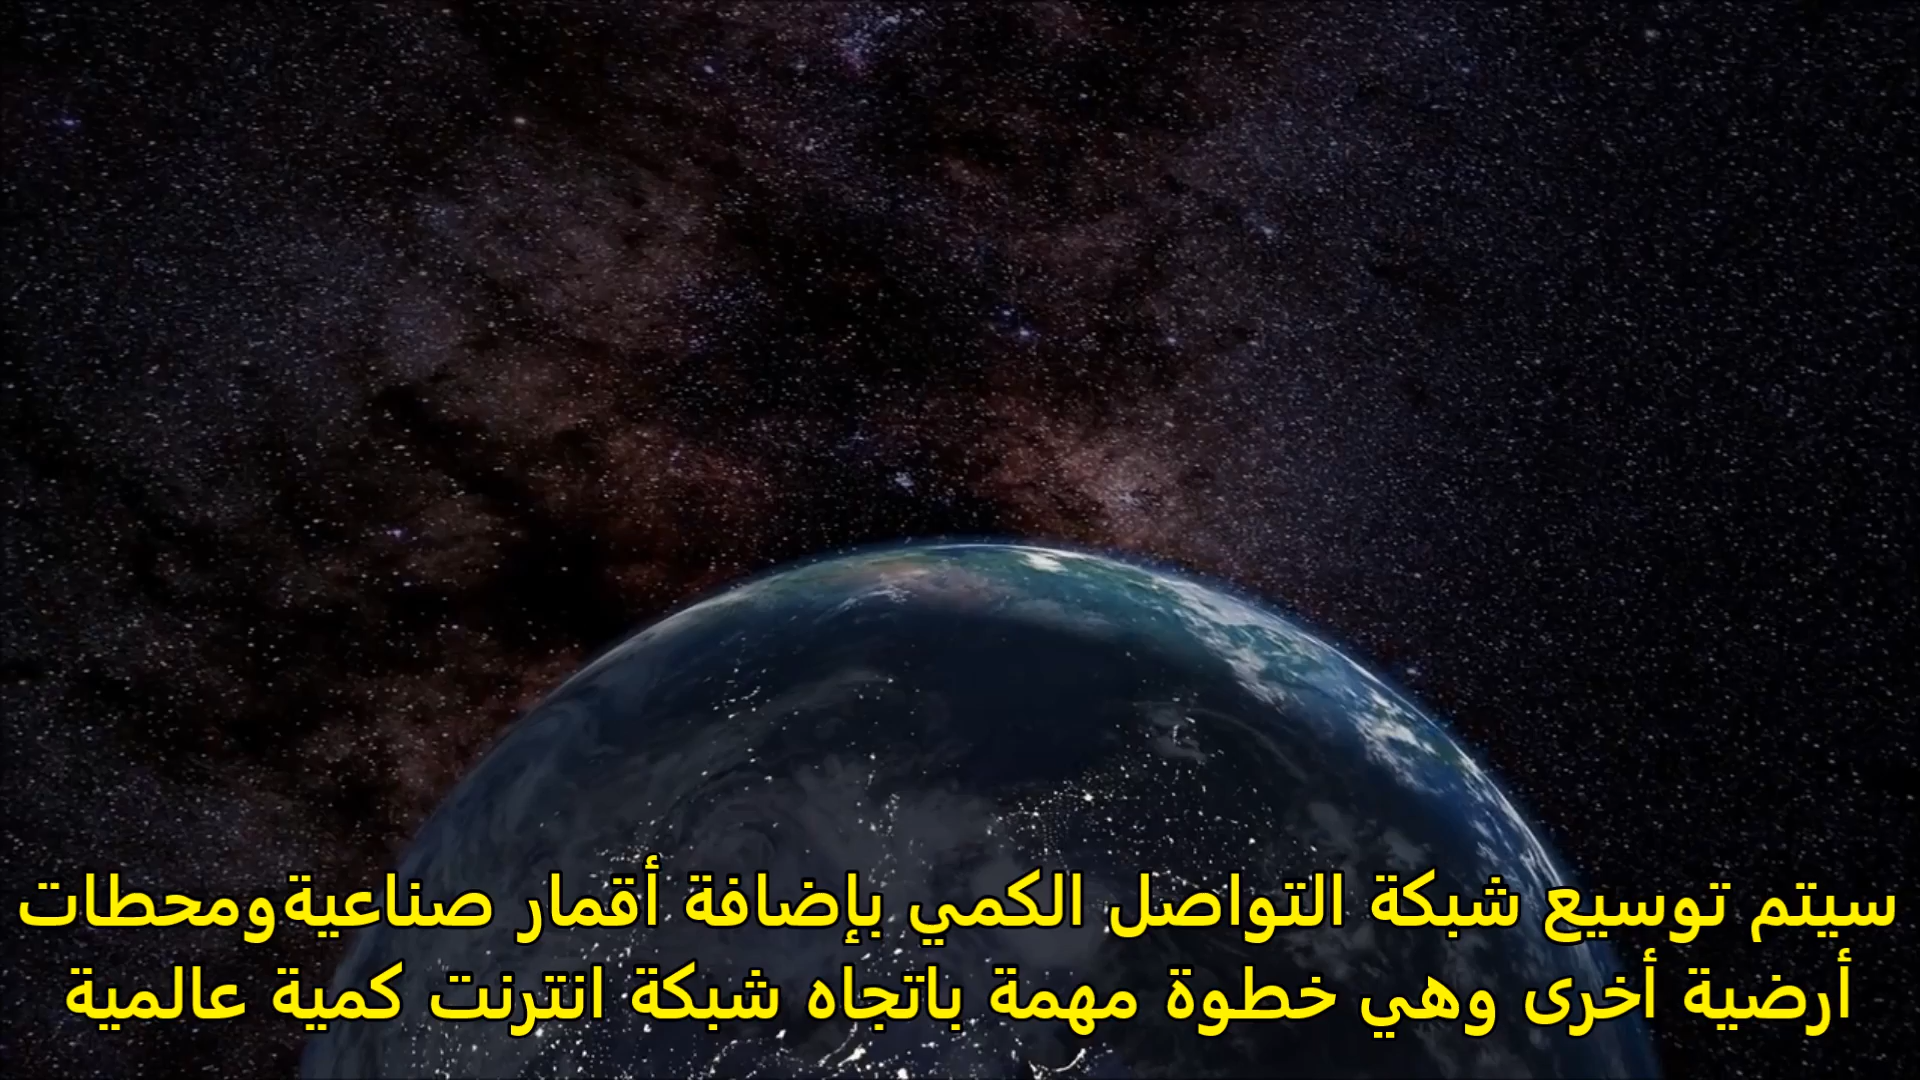 سيتم توسيع شبكة التواصل الكمي بإضافة أقمار صناعيةومحطات
أرضية أخرى وهي خطوة مهمة باتجاه شبكة انترنت كمية عالمية